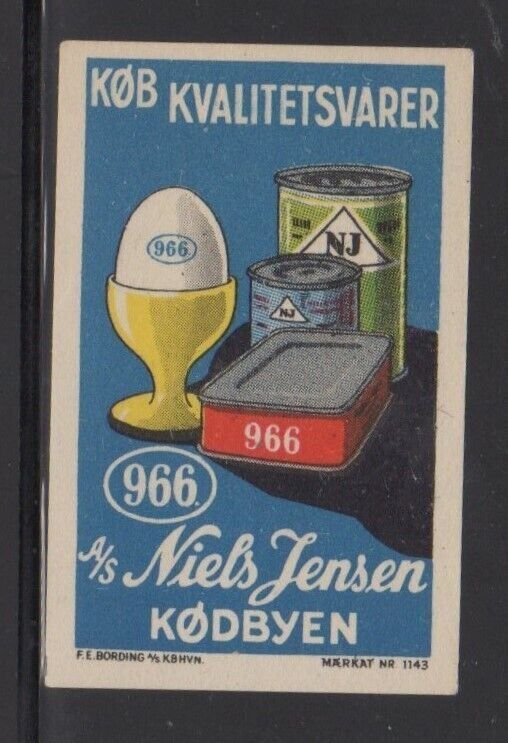 KØB KVALITETSVARER
966.
NJ
NJ
966
966.
A/S Niels Jensen
KØDBYEN
F.E.BORDING A/S KBHVN.
MÆRKAT NR 1143